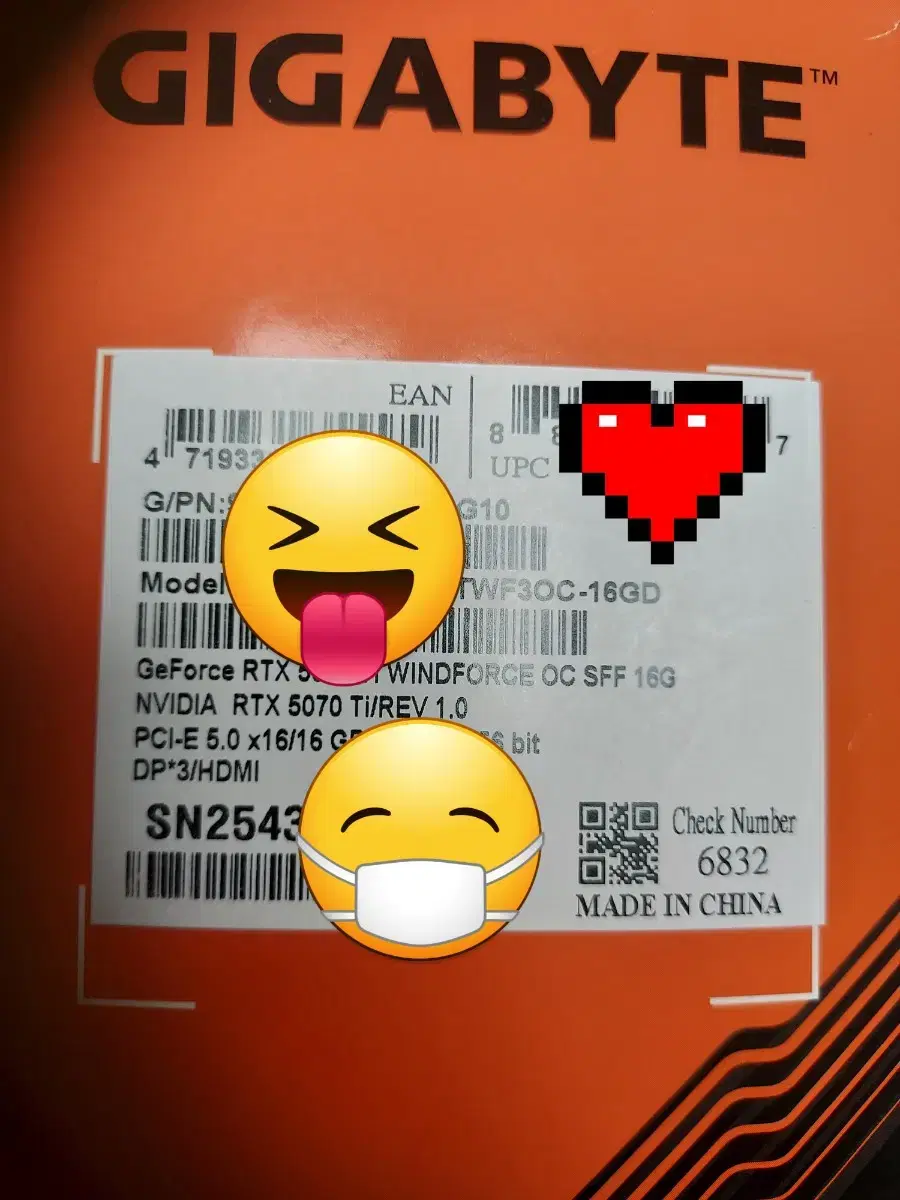 GIGABYTE™
EAN
4 71933
8 7
UPC
G/PN: G10
Model TWF3OC-16GD
GeForce RTX WINDFORCE OC SFF 16G
NVIDIA RTX 5070 Ti/REV 1.0
PCI-E 5.0 x16/16 bit
DP*3/HDMI
SN2543
Check Number
6832
MADE IN CHINA